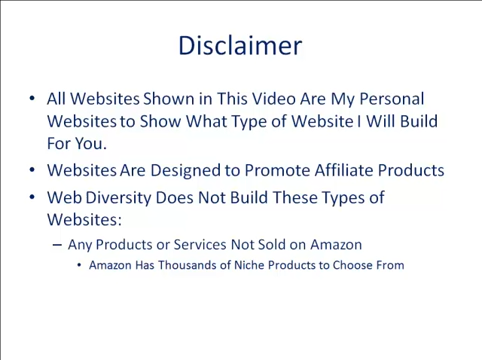 Disclaimer
• All Websites Shown in This Video Are My Personal
Websites to Show What Type of Website I Will Build
For You.
• Websites Are Designed to Promote Affiliate Products
• Web Diversity Does Not Build These Types of
Websites:
– Any Products or Services Not Sold on Amazon
• Amazon Has Thousands of Niche Products to Choose From